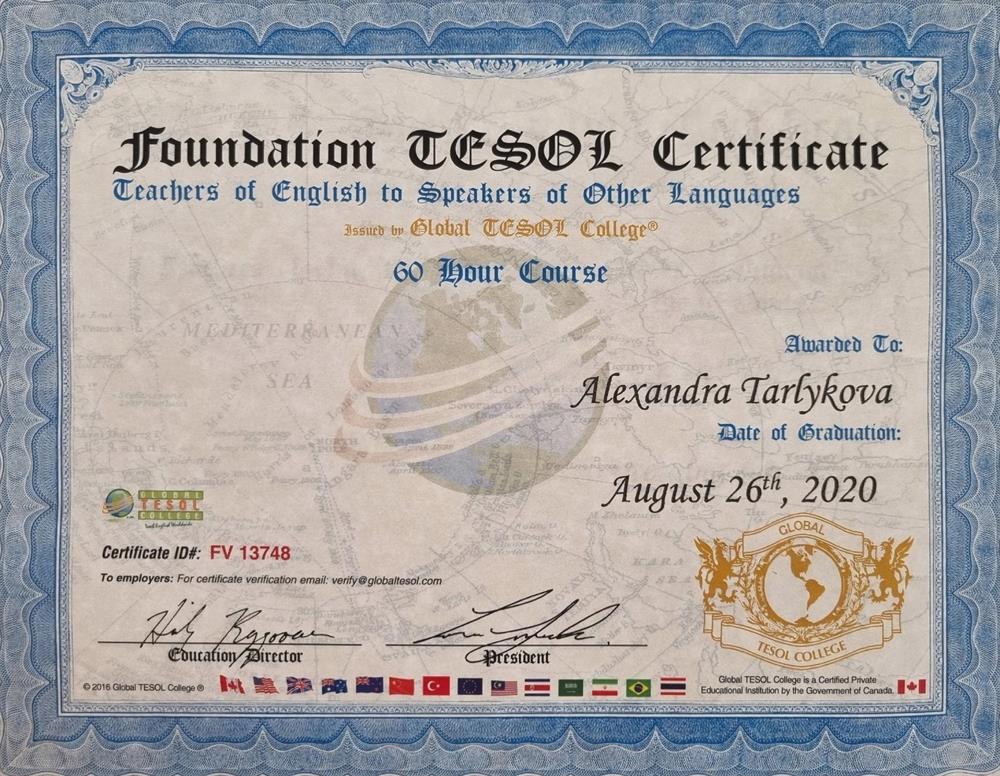 Foundation TESOL Certificate
Teachers of English to Speakers of Other Languages
Issued by Global TESOL College®
60 Hour Course
MEDITERRANEAN
SEA
Awarded To:
Alexandra Tarlykova
Date of Graduation:
August 26th, 2020
GLOBAL
TESOL
COLLEGE
Certificate ID#: FV 13748
To employers: For certificate verification email: verify@globaltesol.com
Education Director
President
GLOBAL
TESOL COLLEGE
© 2016 Global TESOL College ®
Global TESOL College is a Certified Private
Educational Institution by the Government of Canada.